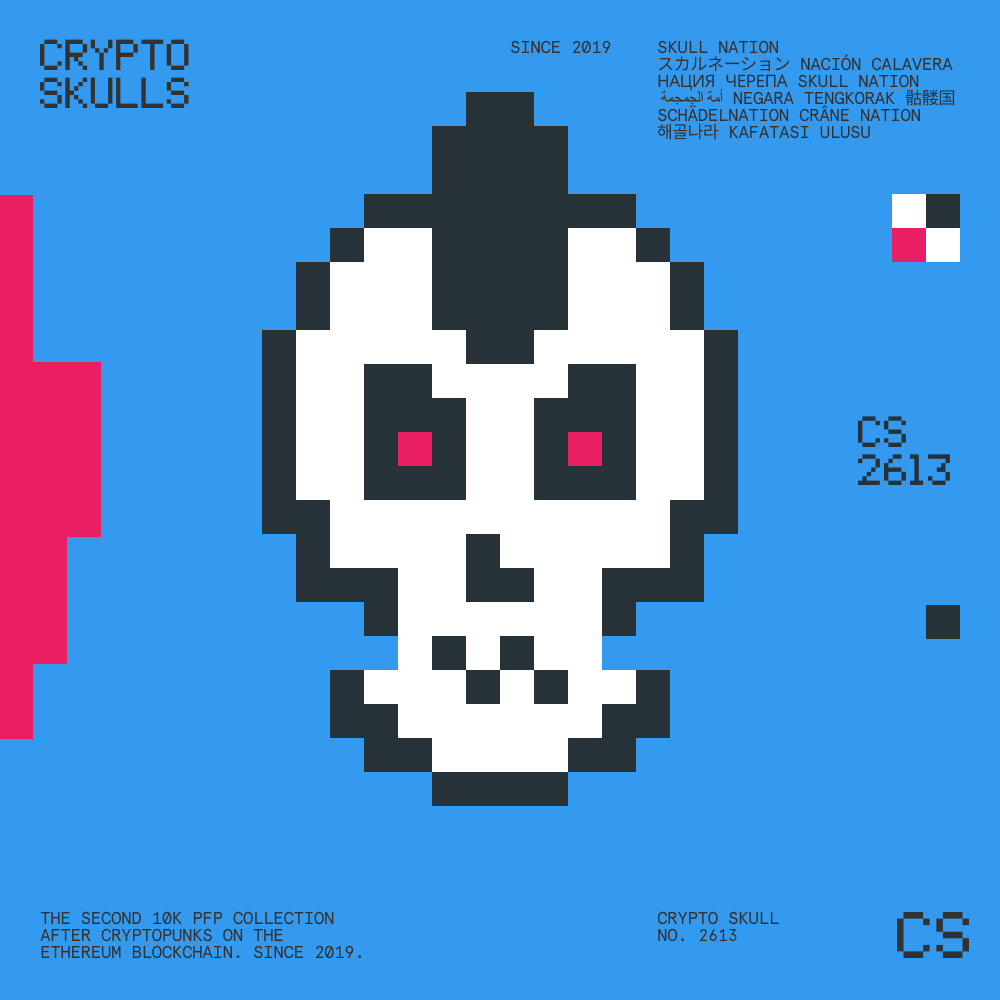 CRYPTO
SKULLS
SINCE 2019
SKULL NATION
スカルネーション NACIÓN CALAVERA
НАЦИЯ ЧЕРЕПА SKULL NATION
أمة الجمجمة NEGARA TENGKORAK 骷髅国
SCHÄDELNATION CRÂNE NATION
해골나라 KAFATASI ULUSU
CS
2613
THE SECOND 10K PFP COLLECTION
AFTER CRYPTOPUNKS ON THE
ETHEREUM BLOCKCHAIN. SINCE 2019.
CRYPTO SKULL
NO. 2613
CS